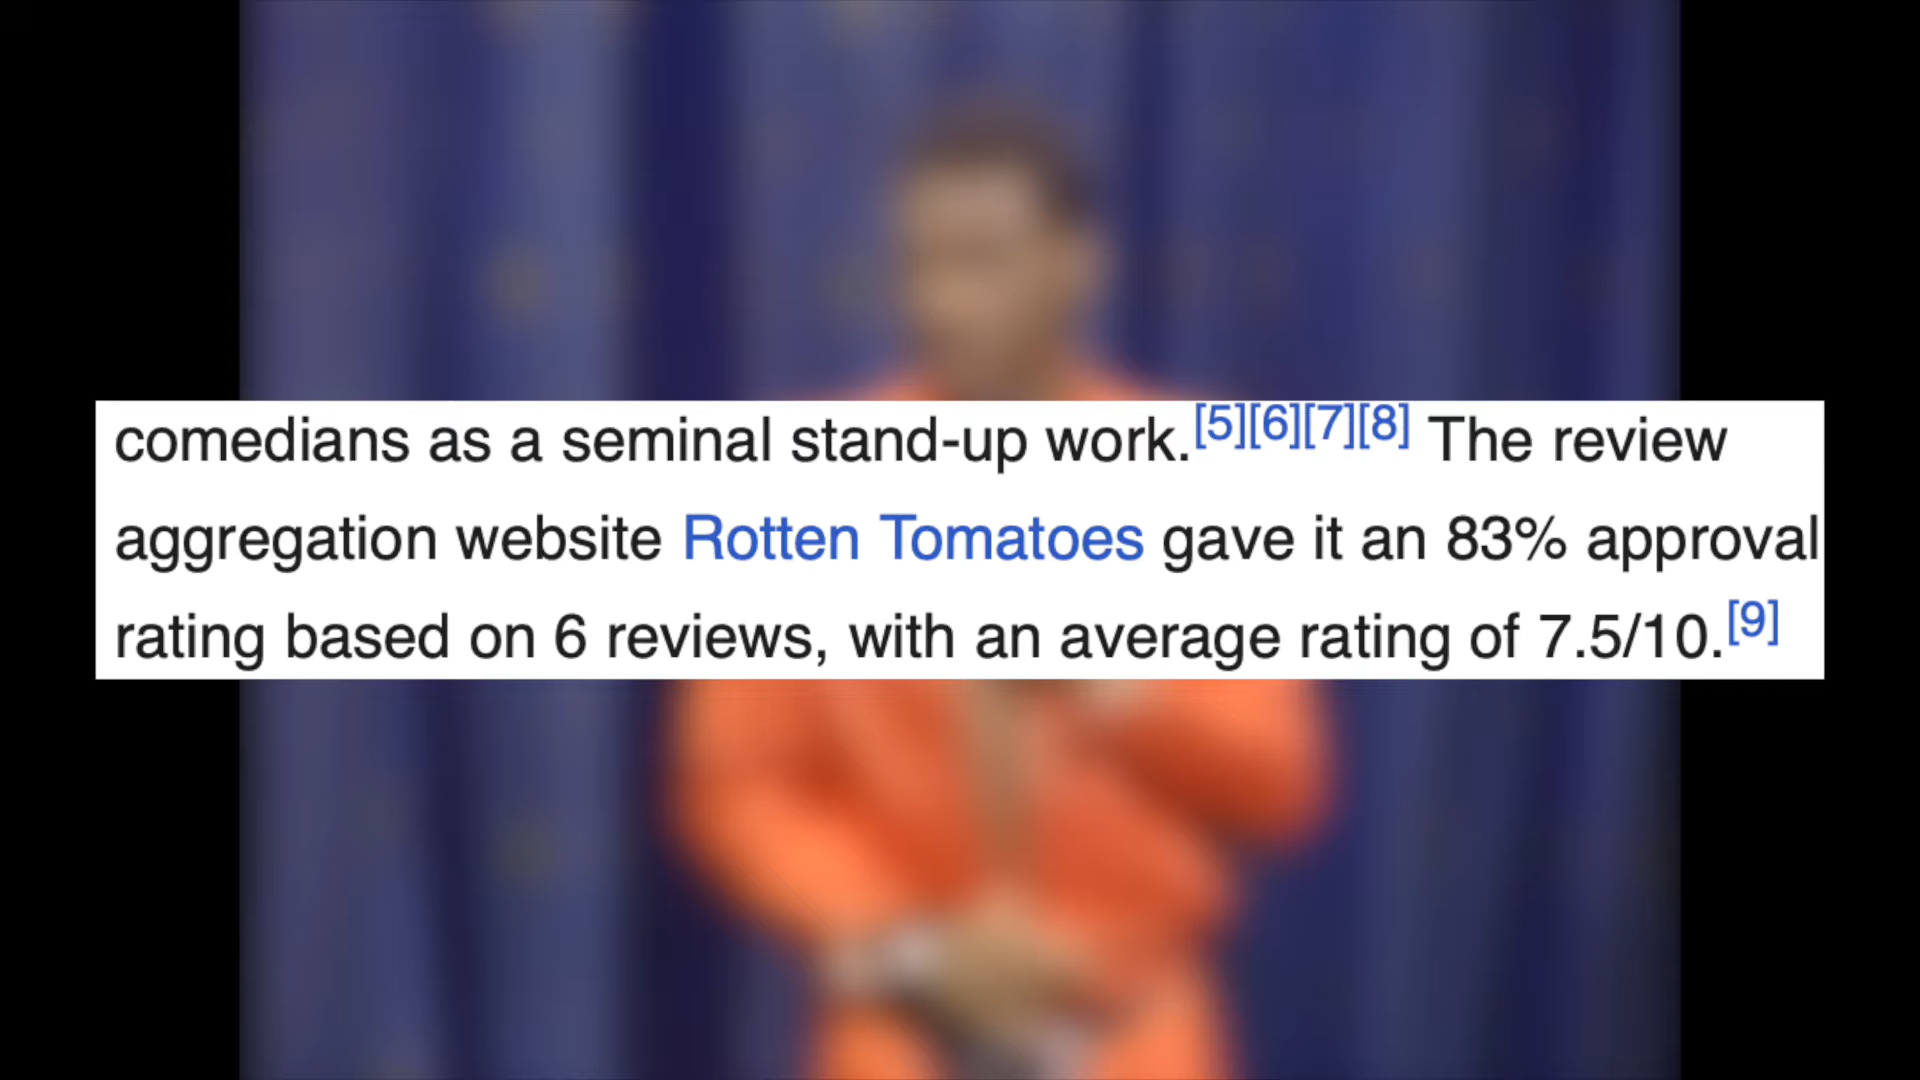 comedians as a seminal stand-up work.[5][6][7][8] The review
aggregation website Rotten Tomatoes gave it an 83% approval
rating based on 6 reviews, with an average rating of 7.5/10.[9]